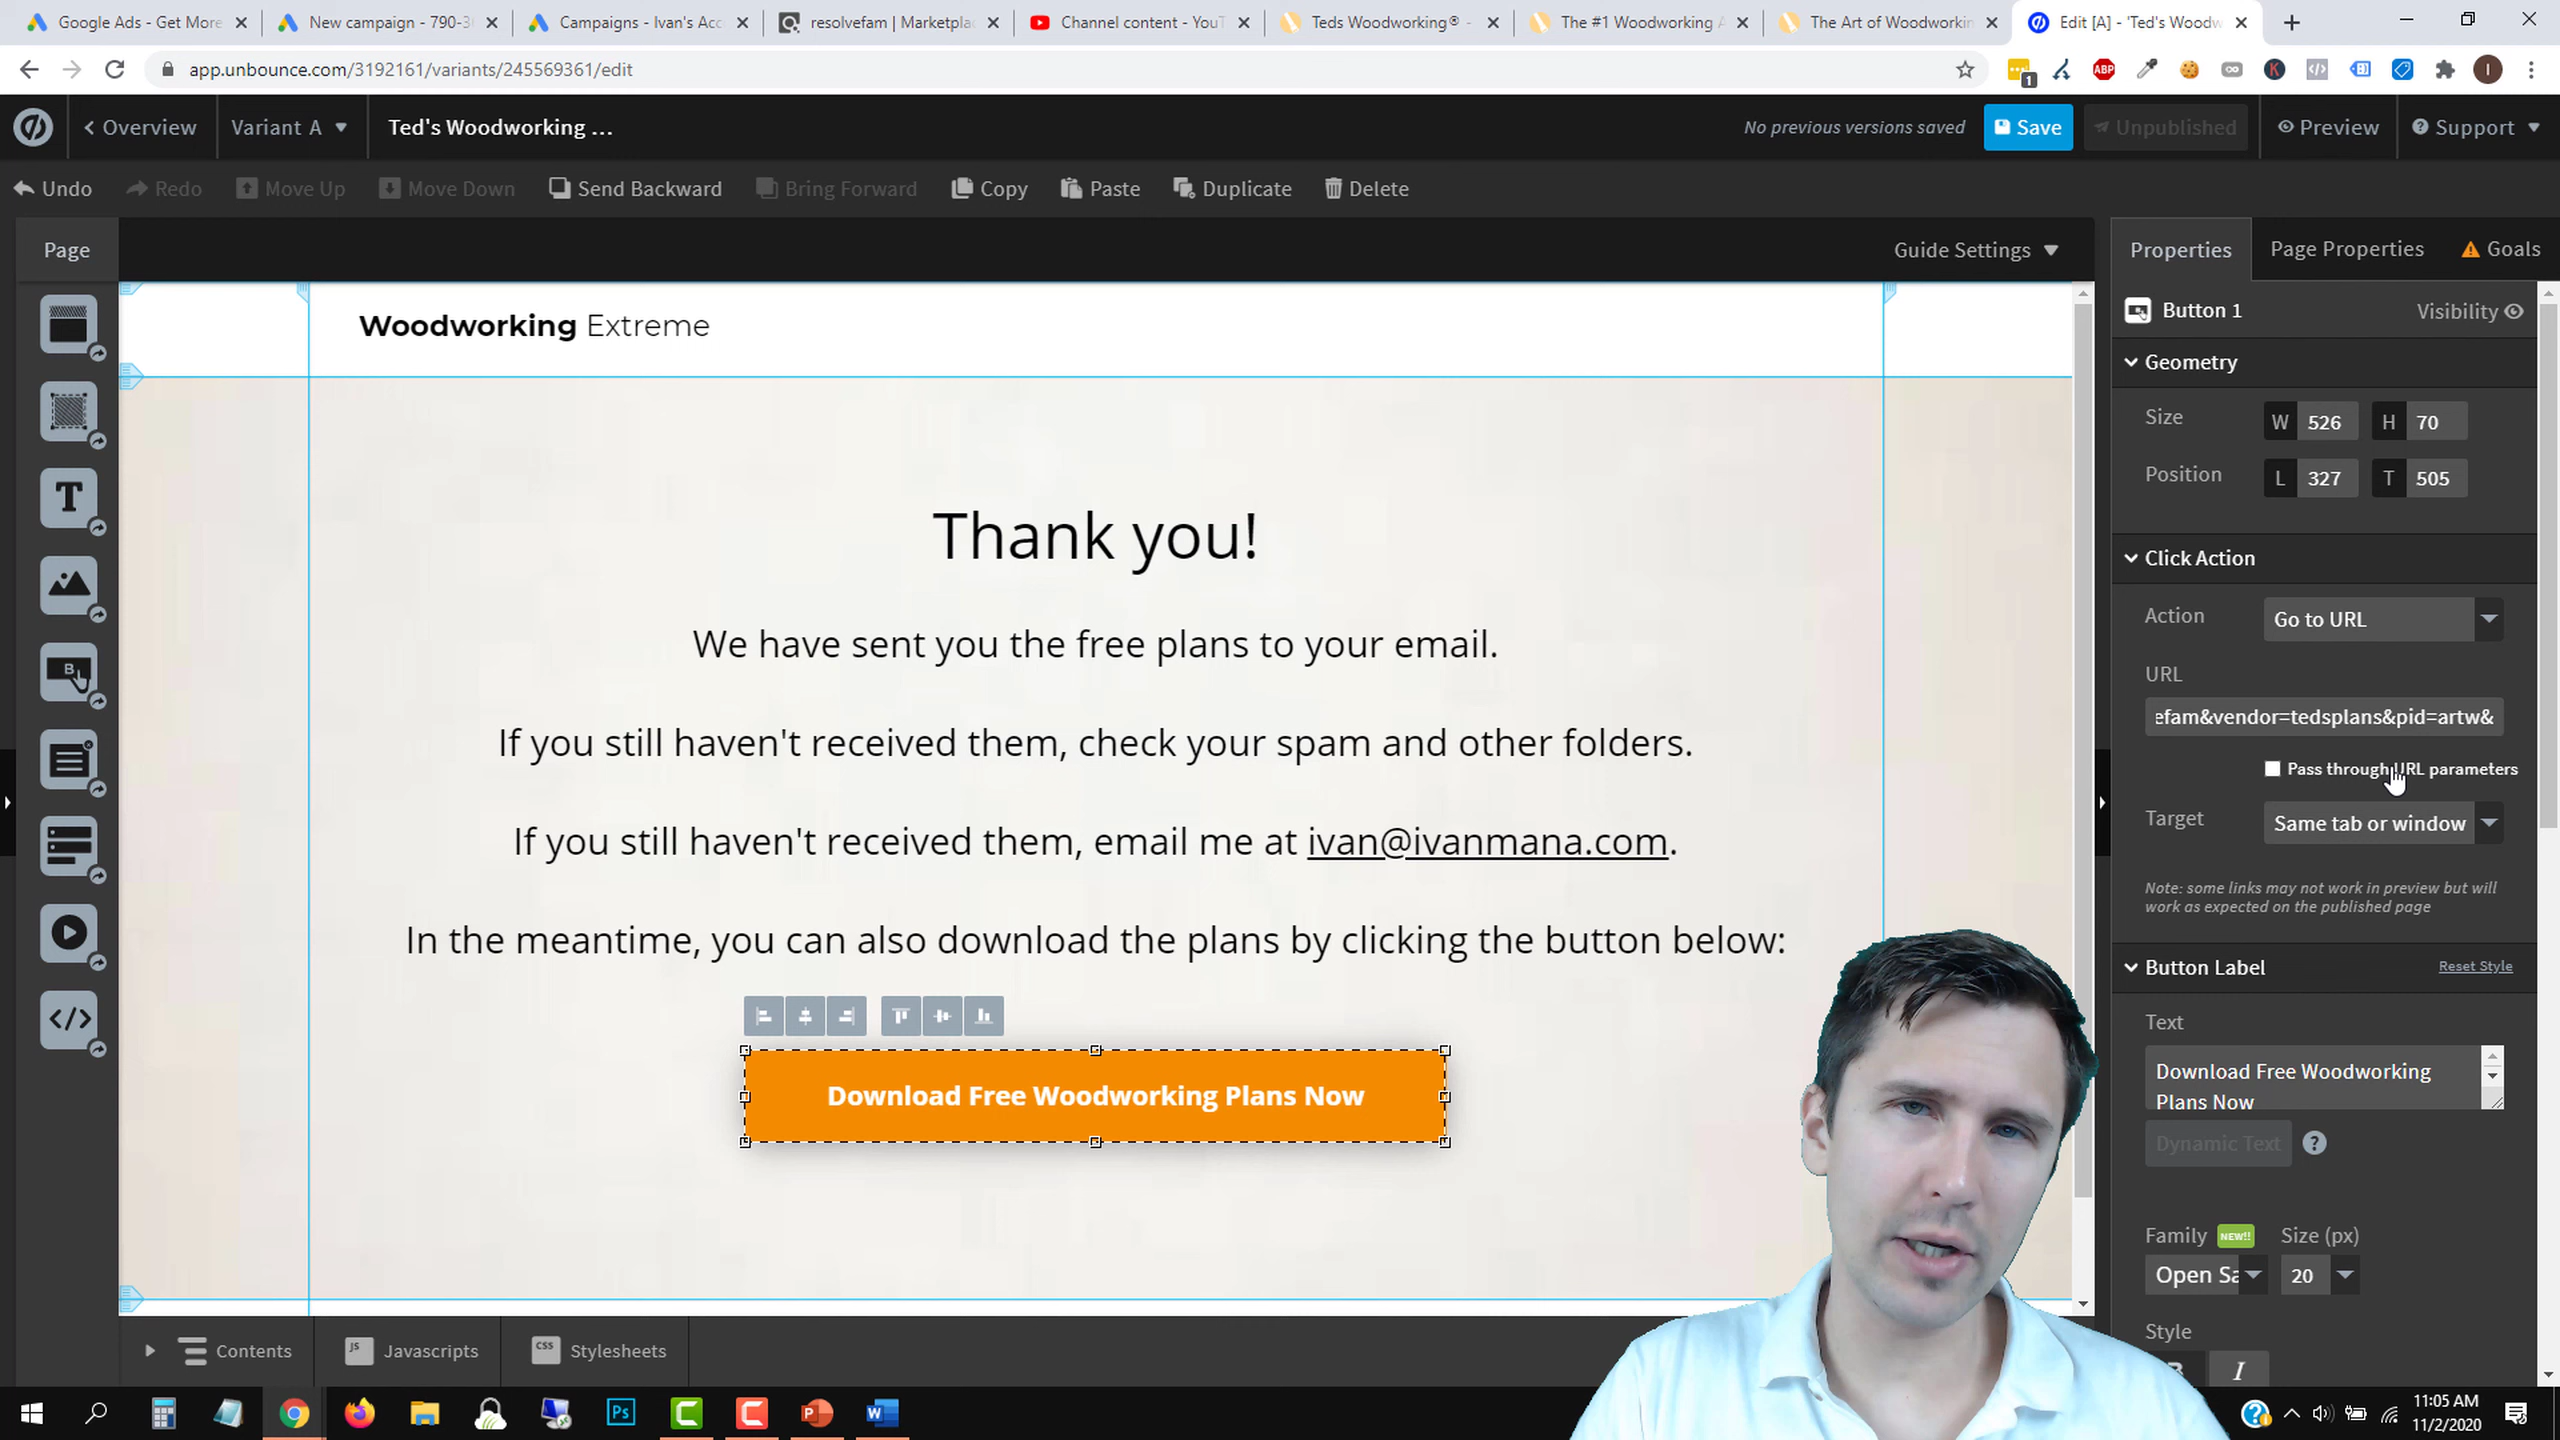 Google Ads - Get More
New campaign - 790-3
Campaigns - Ivan's Acc
resolvefam | Marketpla
Channel content - YouT
Teds Woodworking® -
The #1 Woodworking A
The Art of Woodworkin
Edit [A] - 'Ted's Woodw
app.unbounce.com/3192161/variants/245569361/edit
1
ABP
K
I
Overview
Variant A
Ted's Woodworking ...
No previous versions saved
Save
Unpublished
Preview
Support
Undo
Redo
Move Up
Move Down
Send Backward
Bring Forward
Copy
Paste
Duplicate
Delete
Page
Guide Settings
Properties
Page Properties
Goals
Woodworking Extreme
Thank you!
We have sent you the free plans to your email.
If you still haven't received them, check your spam and other folders.
If you still haven't received them, email me at ivan@ivanmana.com.
In the meantime, you can also download the plans by clicking the button below:
Download Free Woodworking Plans Now
Button 1
Visibility
Geometry
Size
W 526
H 70
Position
L 327
T 505
Click Action
Action
Go to URL
URL
efam&vendor=tedsplans&pid=artw&
Pass through URL parameters
Target
Same tab or window
Note: some links may not work in preview but will
work as expected on the published page
Button Label
Reset Style
Text
Download Free Woodworking
Plans Now
Dynamic Text
?
Family NEW!!
Size (px)
Open Sa
20
Style
B
I
T
B
</>
Contents
JS
Javascripts
CSS
Stylesheets
Ps
11:05 AM
11/2/2020